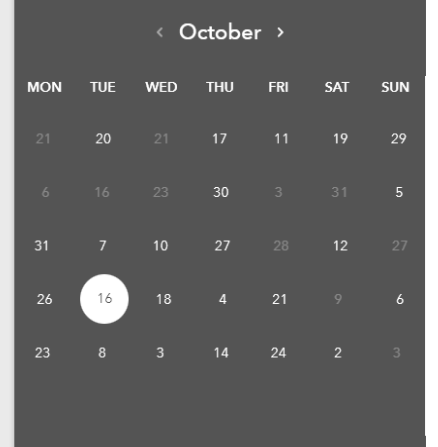 ‹ October ›
MON TUE WED THU FRI SAT SUN
21 20 21 17 11 19 29
6 16 23 30 3 31 5
31 7 10 27 28 12 27
26 16 18 4 21 9 6
23 8 3 14 24 2 3